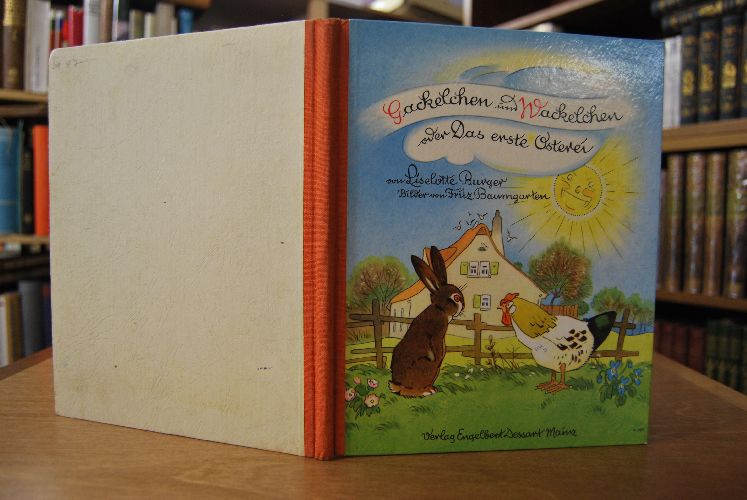 Gackelchen und Wackelchen
oder Das erste Osterei
von Liselotte Burger
Bilder von Fritz Baumgarten
Verlag Engelbert Dessart Mainz